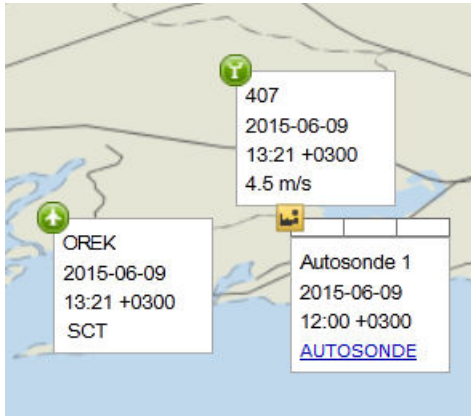 407
2015-06-09
13:21 +0300
4.5 m/s
OREK
2015-06-09
13:21 +0300
SCT
Autosonde 1
2015-06-09
12:00 +0300
AUTOSONDE